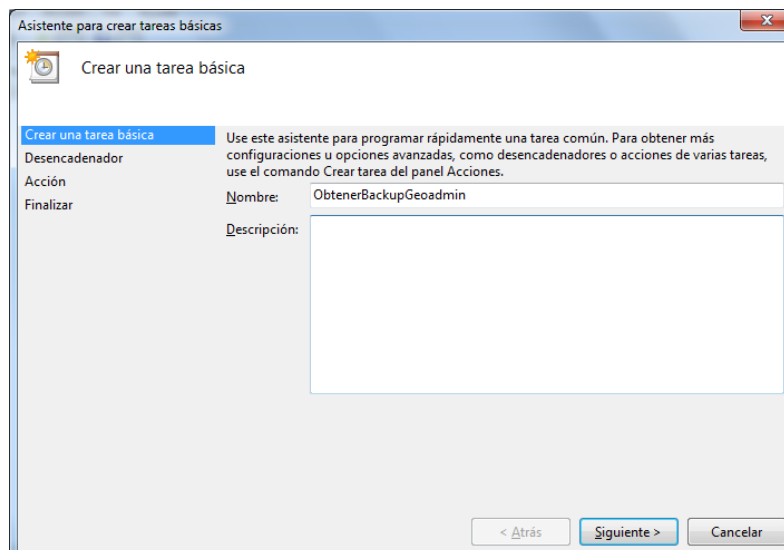 Asistente para crear tareas básicas
Crear una tarea básica
Crear una tarea básica
Desencadenador
Acción
Finalizar
Use este asistente para programar rápidamente una tarea común. Para obtener más
configuraciones u opciones avanzadas, como desencadenadores o acciones de varias tareas,
use el comando Crear tarea del panel Acciones.
Nombre: ObtenerBackupGeoadmin
Descripción:
< Atrás Siguiente > Cancelar